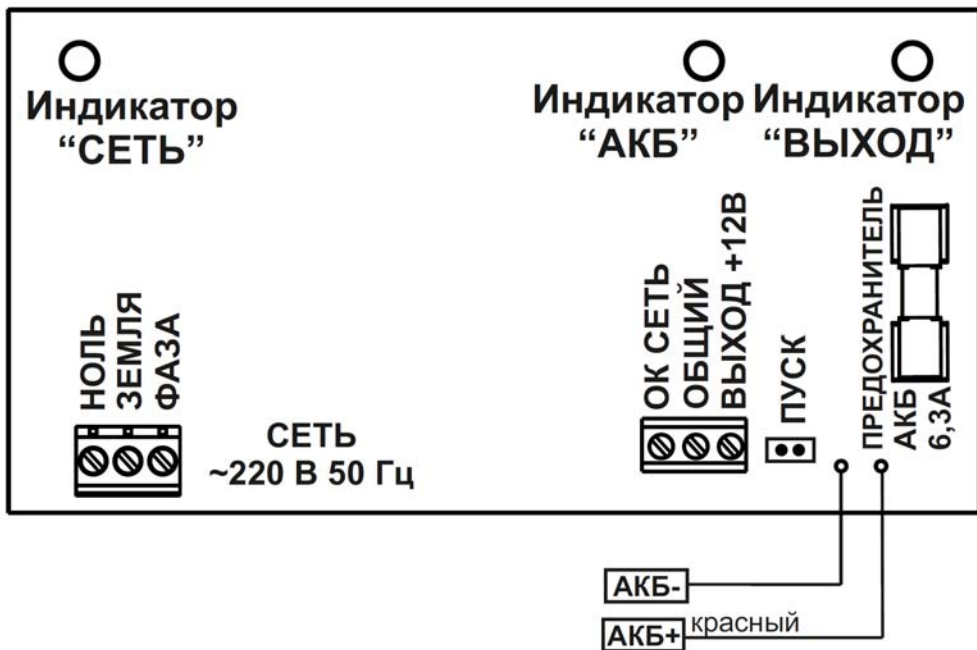 Индикатор
“СЕТЬ”
Индикатор
“АКБ”
Индикатор
“ВЫХОД”
НОЛЬ
ЗЕМЛЯ
ФАЗА
СЕТЬ
~220 В 50 Гц
ОК СЕТЬ
ОБЩИЙ
ВЫХОД +12В
ПУСК
ПРЕДОХРАНИТЕЛЬ
АКБ
6,3А
АКБ-
АКБ+
красный